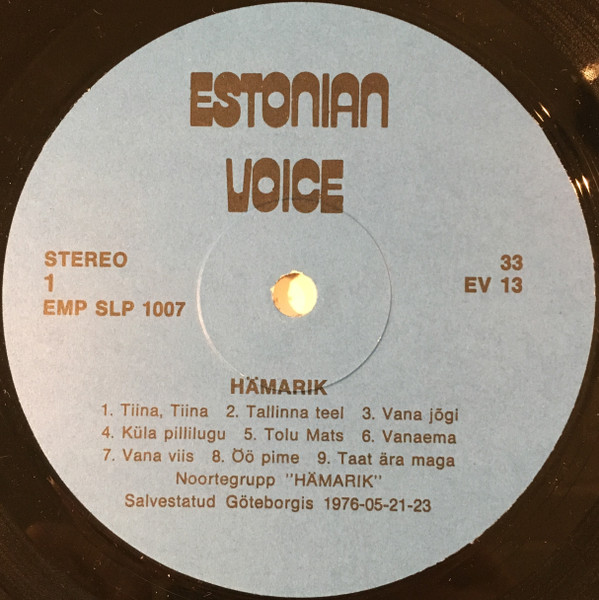 ESTONIAN
VOICE
STEREO
1
EMP SLP 1007
33
EV 13
HÄMARIK
1. Tiina, Tiina 2. Tallinna teel 3. Vana jõgi
4. Küla pillilugu 5. Tolu Mats 6. Vanaema
7. Vana viis 8. Öö pime 9. Taat ära maga
Noortegrupp "HÄMARIK"
Salvestatud Göteborgis 1976-05-21-23